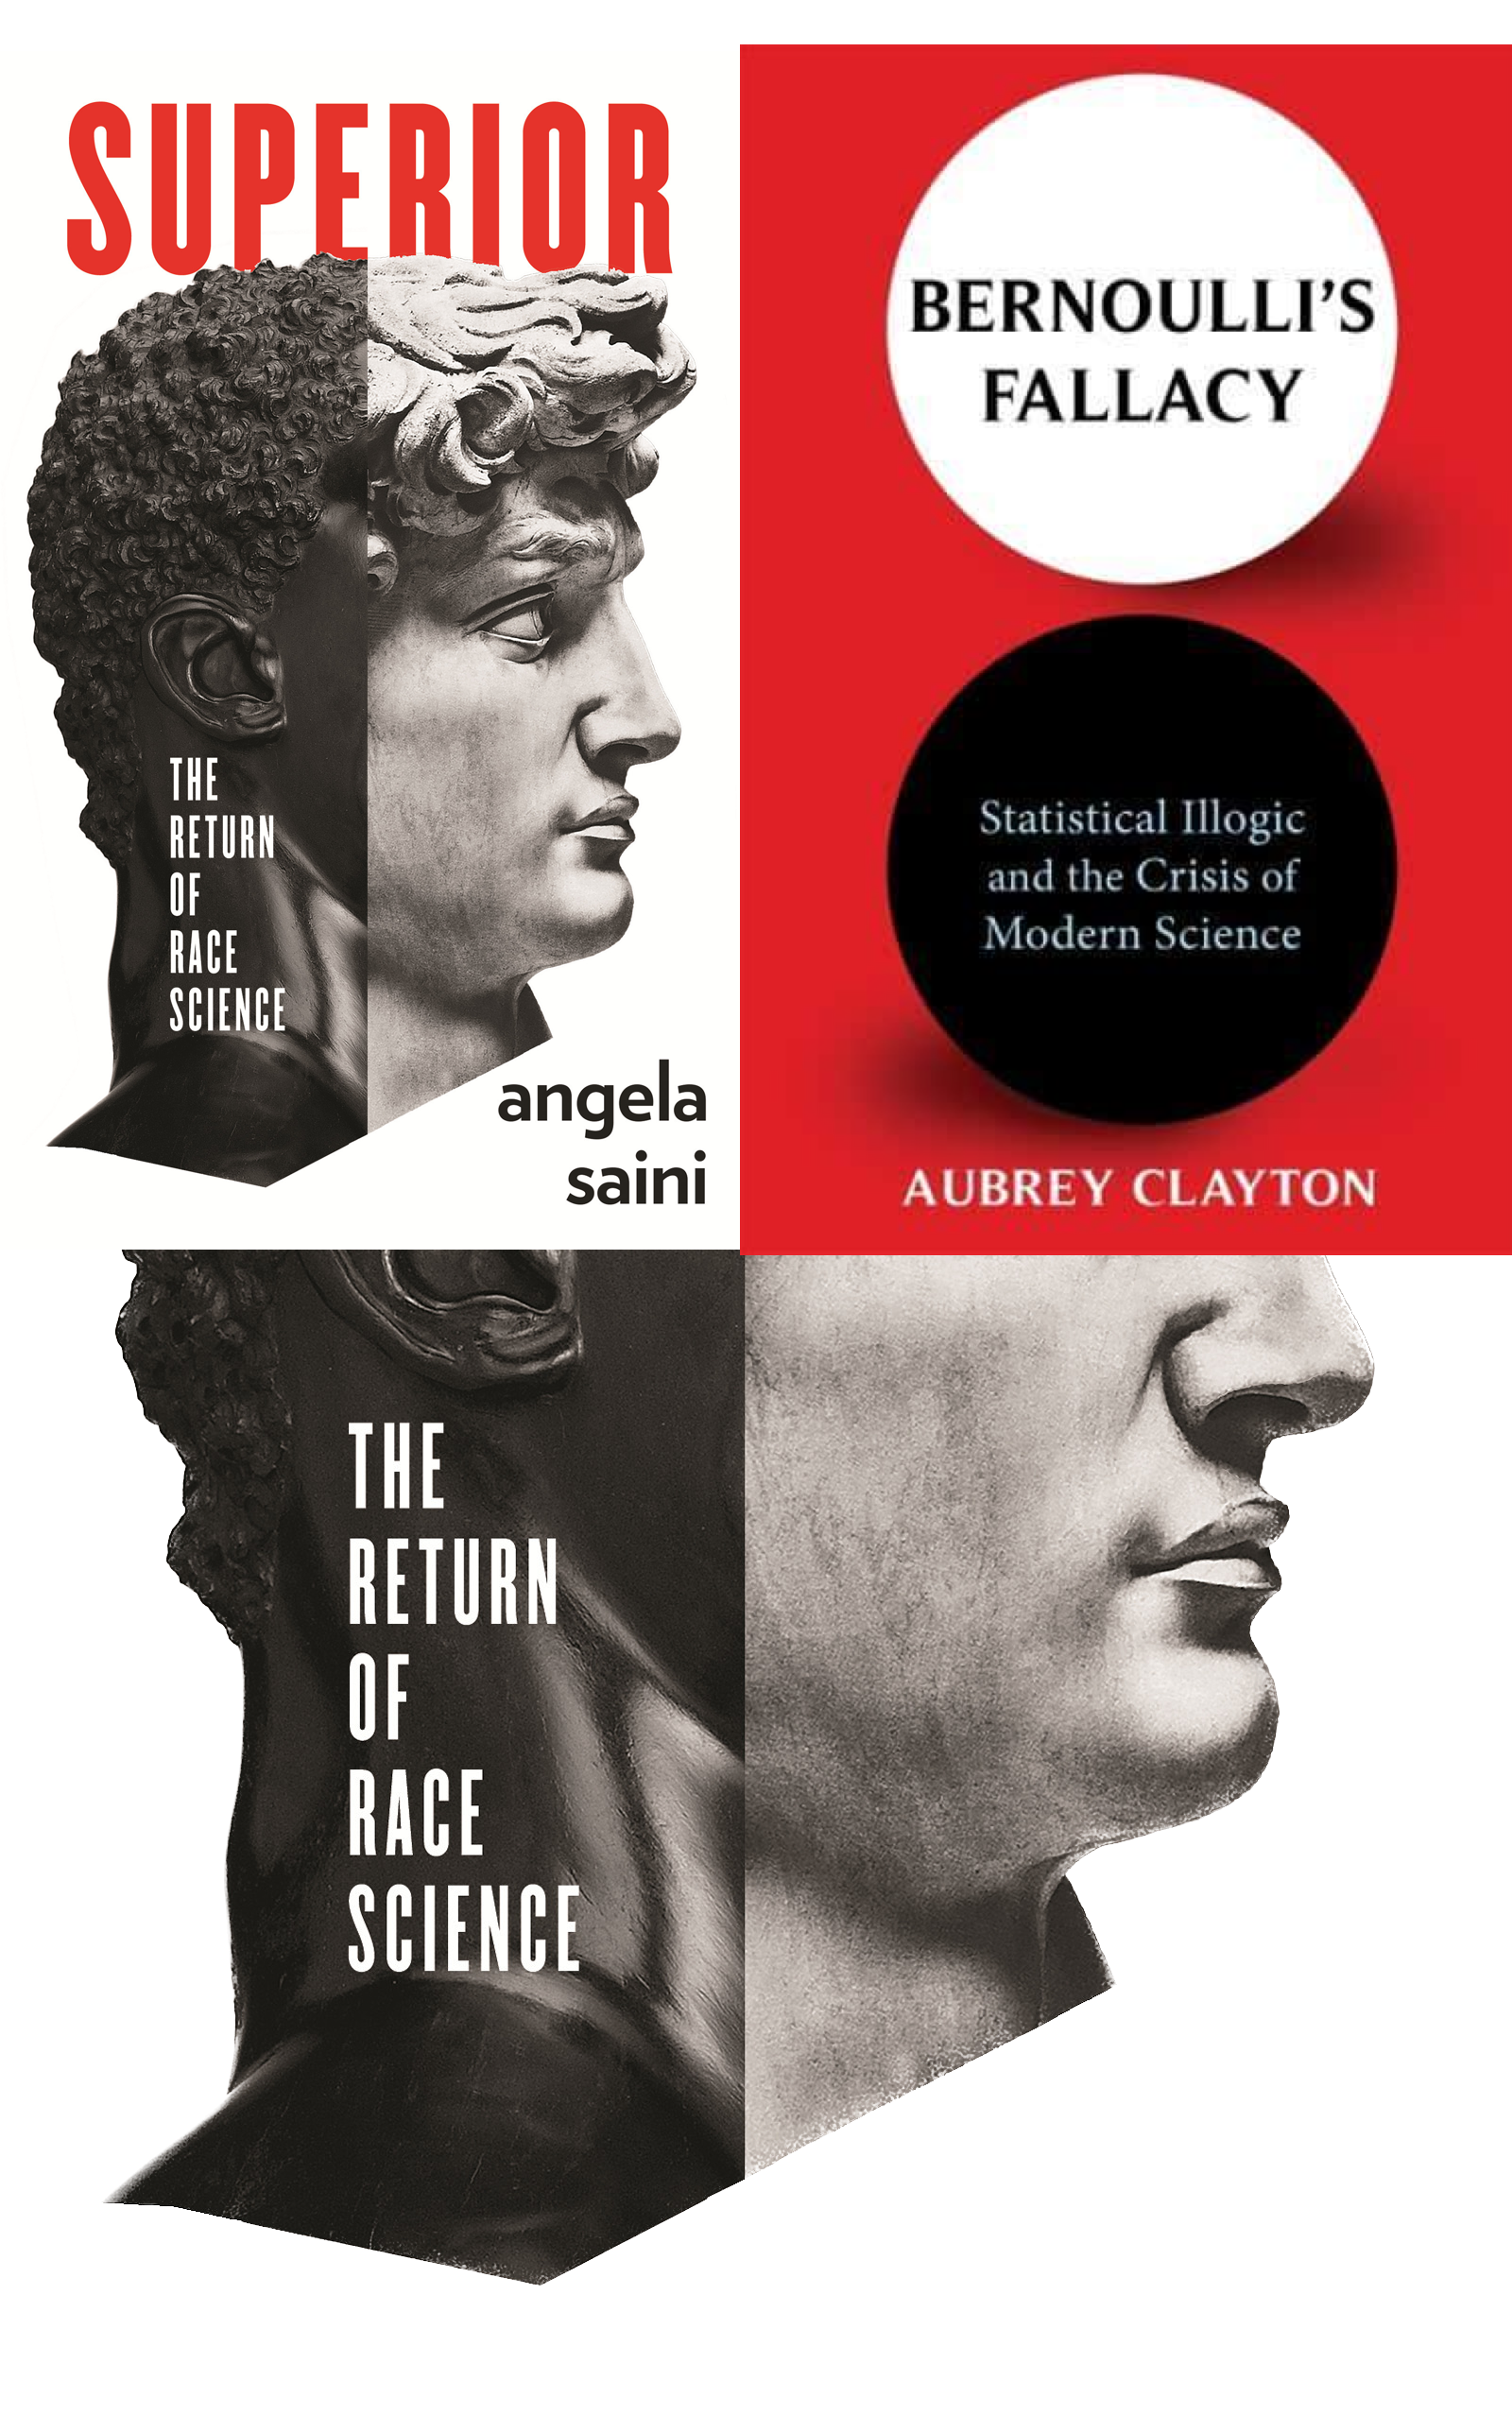 SUPERIOR
THE
RETURN
OF
RACE
SCIENCE
angela
saini
BERNOULLI’S
FALLACY
Statistical Illogic
and the Crisis of
Modern Science
AUBREY CLAYTON
THE
RETURN
OF
RACE
SCIENCE